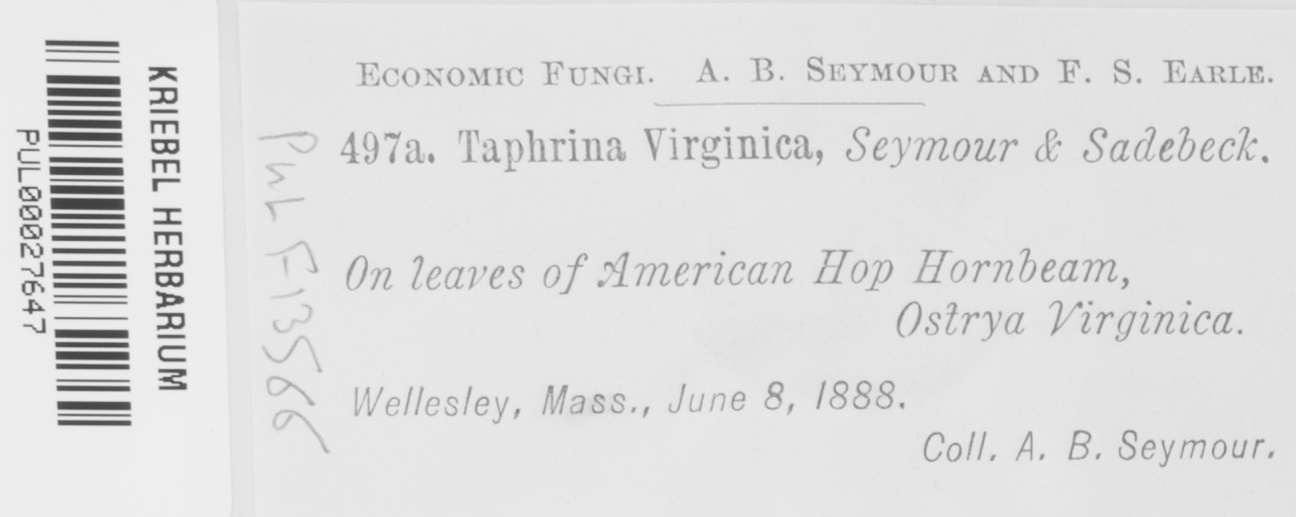 KRIEBEL HERBARIUM
PUL00027647
PUL F13566
ECONOMIC FUNGI. A. B. SEYMOUR AND F. S. EARLE.
497a. Taphrina Virginica, Seymour & Sadebeck.
On leaves of American Hop Hornbeam,
Ostrya Virginica.
Wellesley, Mass., June 8, 1888.
Coll. A. B. Seymour.